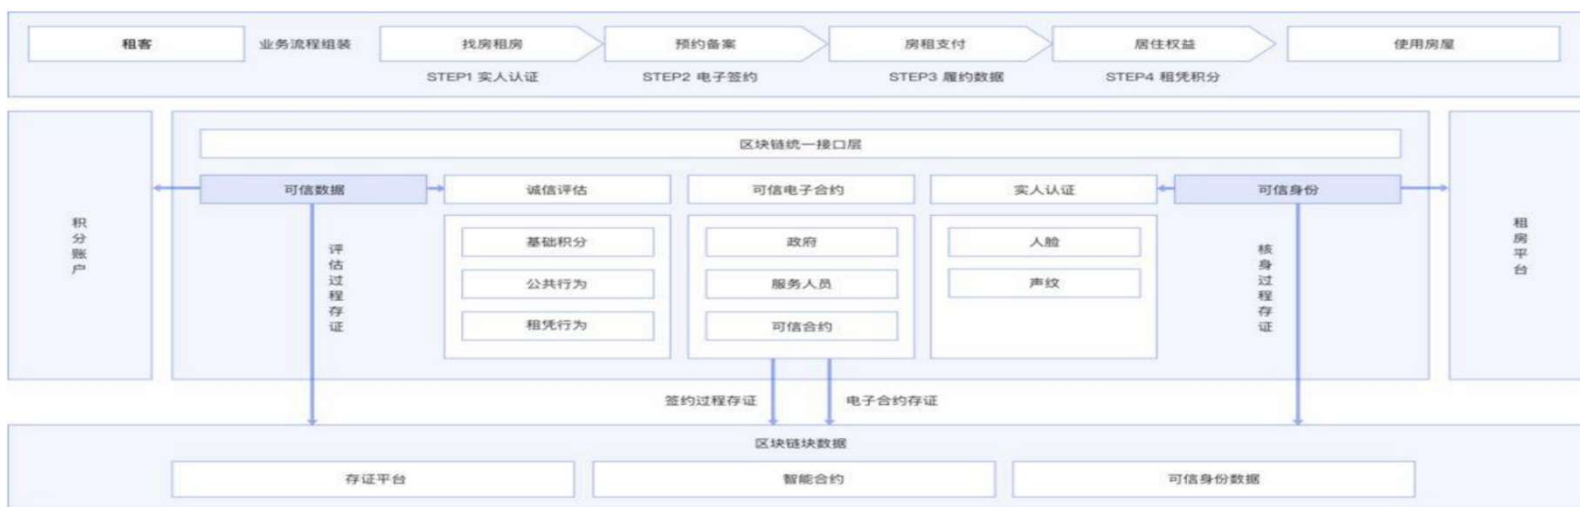 租客
业务流程组装
找房租房
预约备案
房租支付
居住权益
使用房屋
STEP1 实人认证
STEP2 电子签约
STEP3 履约数据
STEP4 租凭积分
区块链统一接口层
积分账户
可信数据
诚信评估
可信电子合约
实人认证
可信身份
租房平台
评估过程存证
基础积分
公共行为
租凭行为
政府
服务人员
可信合约
人脸
声纹
核身过程存证
签约过程存证
电子合约存证
区块链块数据
存证平台
智能合约
可信身份数据